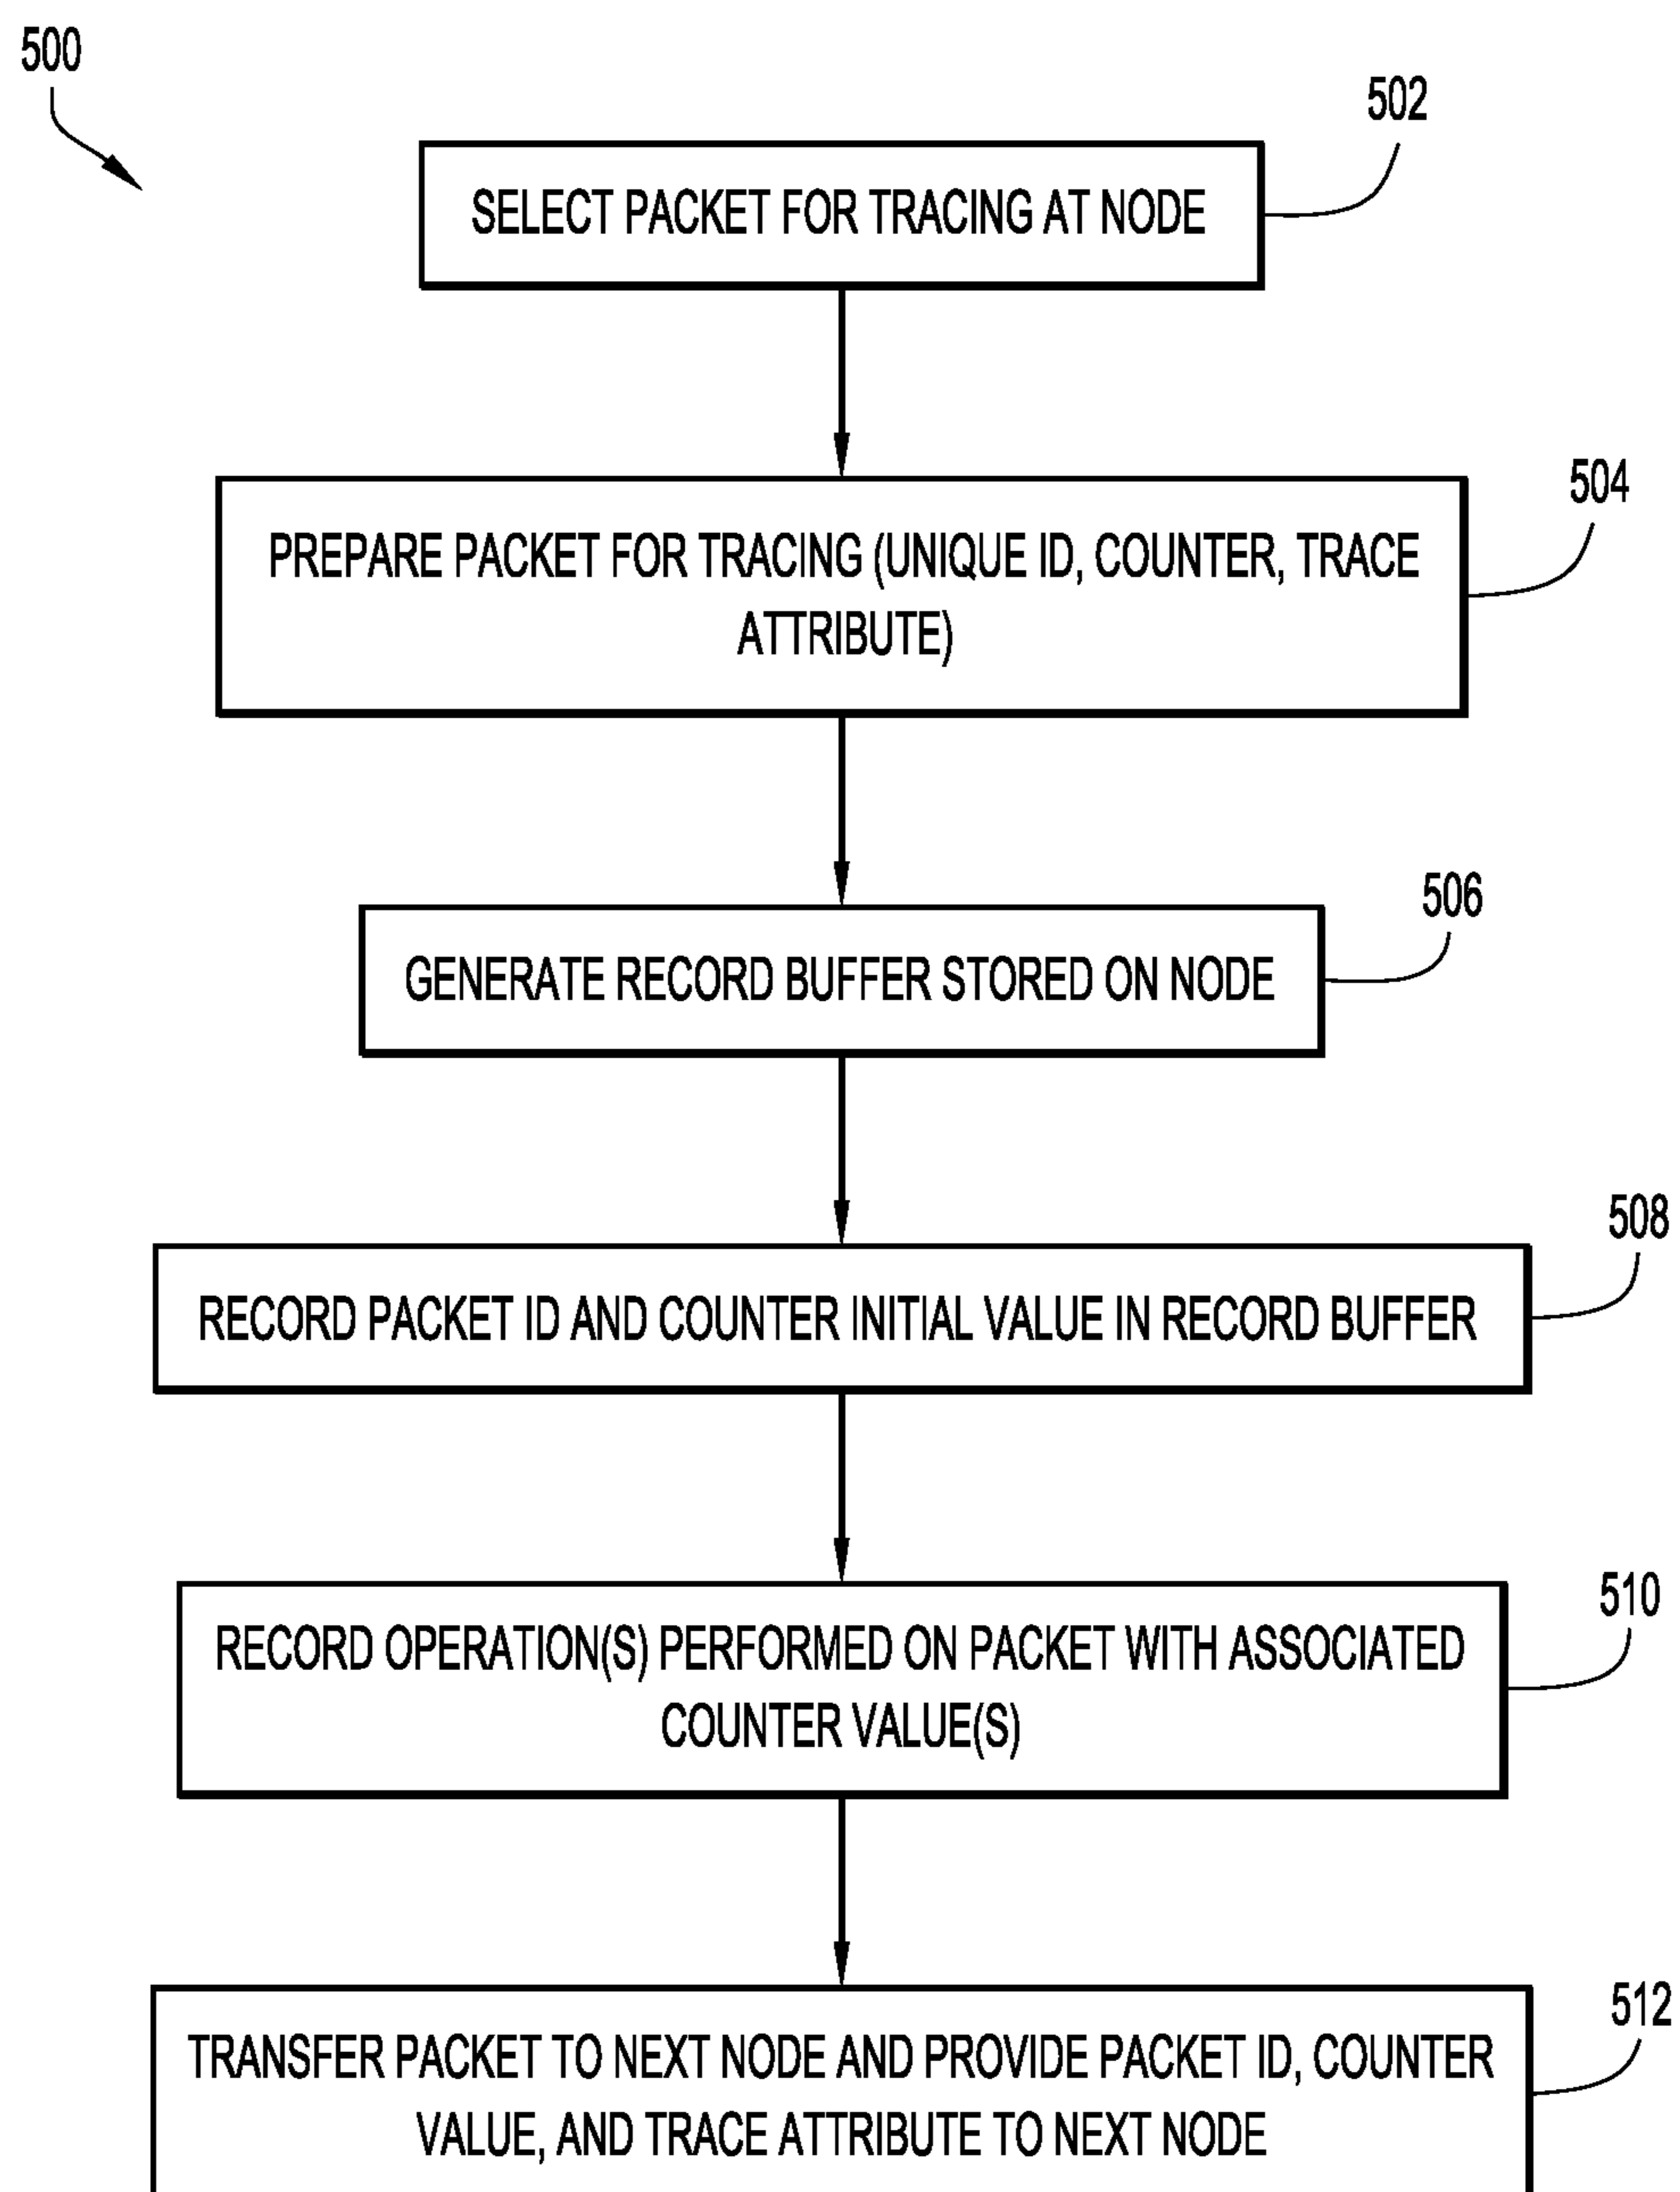 500
502
SELECT PACKET FOR TRACING AT NODE
504
PREPARE PACKET FOR TRACING (UNIQUE ID, COUNTER, TRACE
ATTRIBUTE)
506
GENERATE RECORD BUFFER STORED ON NODE
508
RECORD PACKET ID AND COUNTER INITIAL VALUE IN RECORD BUFFER
510
RECORD OPERATION(S) PERFORMED ON PACKET WITH ASSOCIATED
COUNTER VALUE(S)
512
TRANSFER PACKET TO NEXT NODE AND PROVIDE PACKET ID, COUNTER
VALUE, AND TRACE ATTRIBUTE TO NEXT NODE